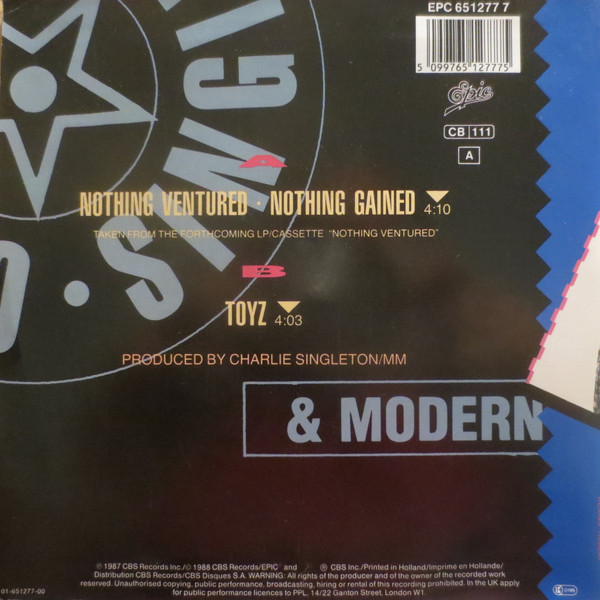 EPC 651277 7
5 099765 127775
Epic
CB 111
A
SINGL
A
NOTHING VENTURED · NOTHING GAINED 4:10
TAKEN FROM THE FORTHCOMING LP/CASSETTE "NOTHING VENTURED"
B
TOYZ 4:03
PRODUCED BY CHARLIE SINGLETON/MM
& MODERN
℗ 1987 CBS Records Inc./© 1988 CBS Records/EPIC and ℗ CBS Inc./Printed in Holland/Imprimé en Hollande/
Distribution CBS Records/CBS Disques S.A. WARNING: All rights of the producer and of the owner of the recorded work
reserved. Unauthorised copying, public performance, broadcasting, hiring or rental of this recording prohibited. In the UK apply
for public performance licences to PPL, 14/22 Ganton Street, London W1.
01-651277-00